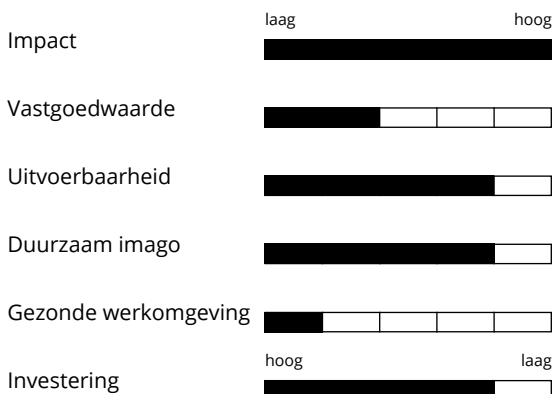 laag hoog
Impact
Vastgoedwaarde
Uitvoerbaarheid
Duurzaam imago
Gezonde werkomgeving
hoog laag
Investering